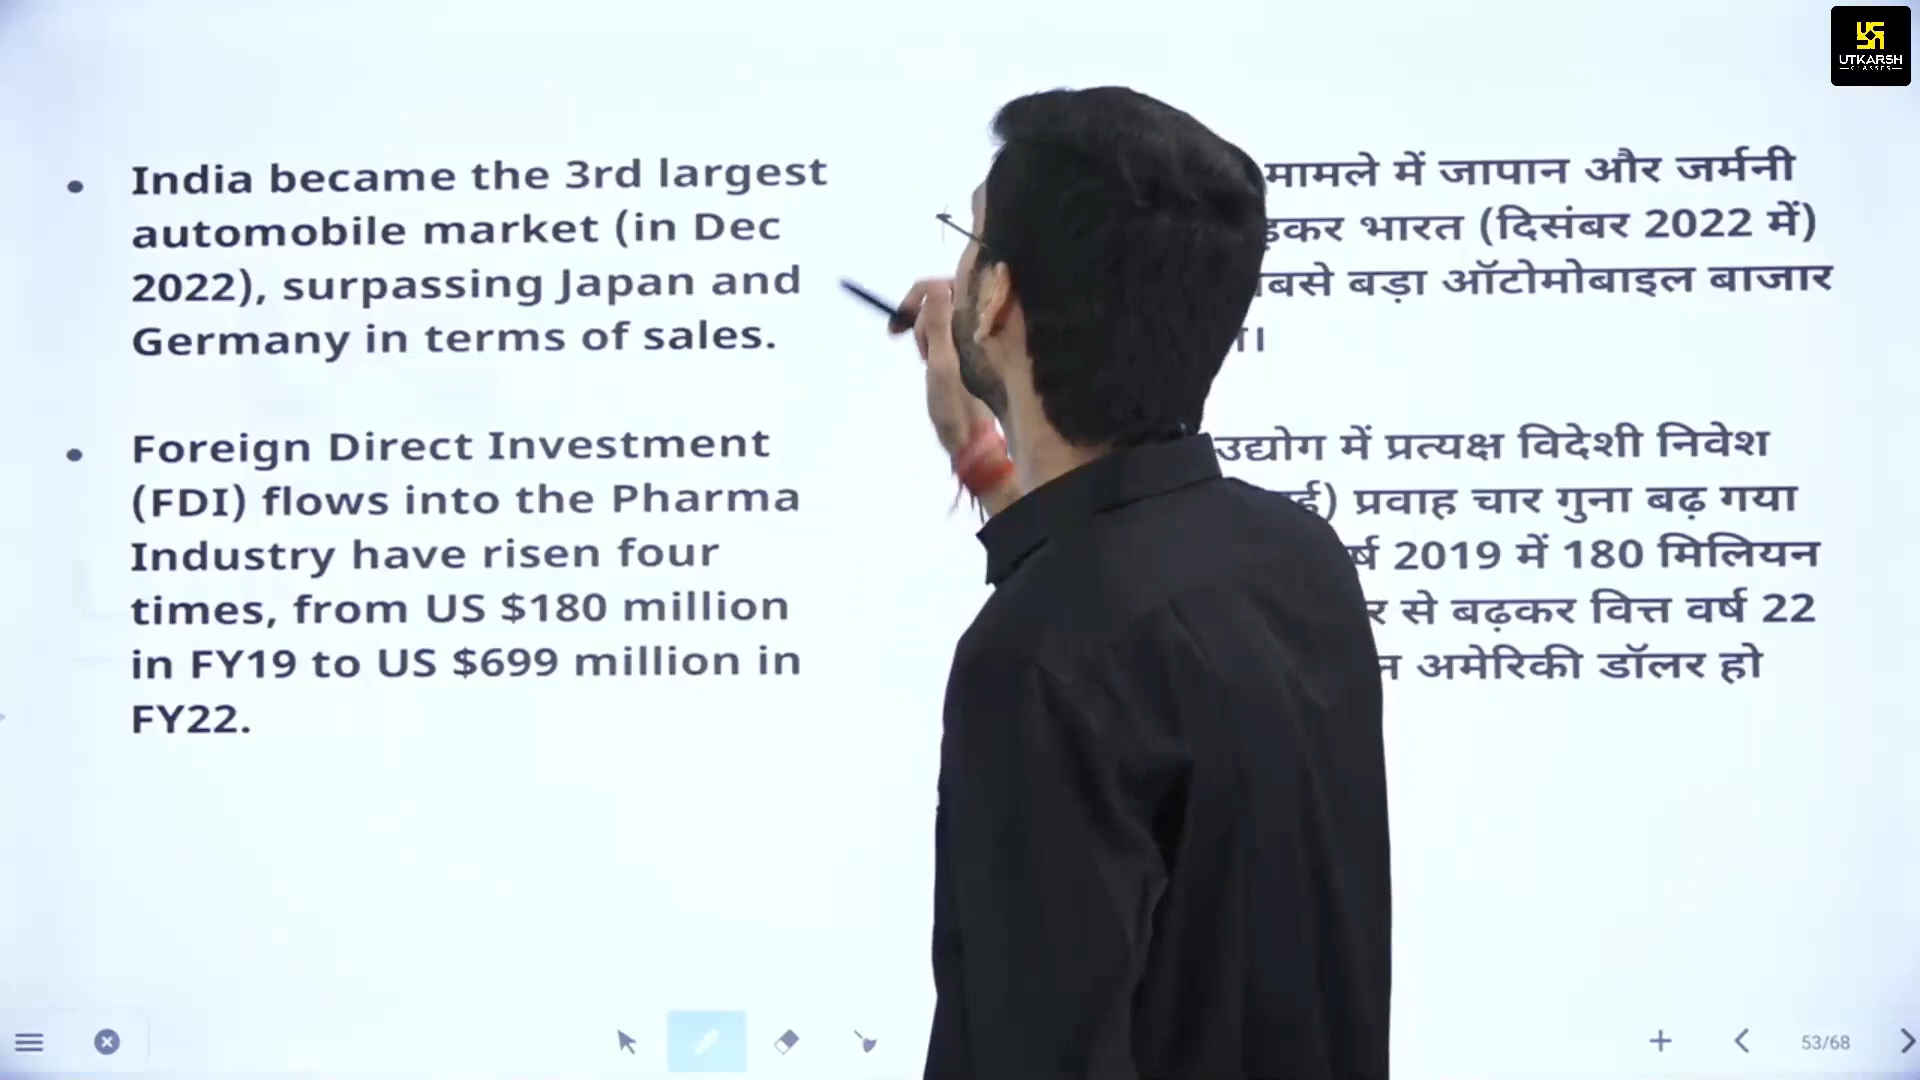 UTKARSH
CLASSES
• India became the 3rd largest
automobile market (in Dec
2022), surpassing Japan and
Germany in terms of sales.
• Foreign Direct Investment
(FDI) flows into the Pharma
Industry have risen four
times, from US $180 million
in FY19 to US $699 million in
FY22.
मामले में जापान और जर्मनी
भारत (दिसंबर 2022 में)
बड़ा ऑटोमोबाइल बाजार
उद्योग में प्रत्यक्ष विदेशी निवेश
प्रवाह चार गुना बढ़ गया
2019 में 180 मिलियन
से बढ़कर वित्त वर्ष 22
अमेरिकी डॉलर हो
53/68